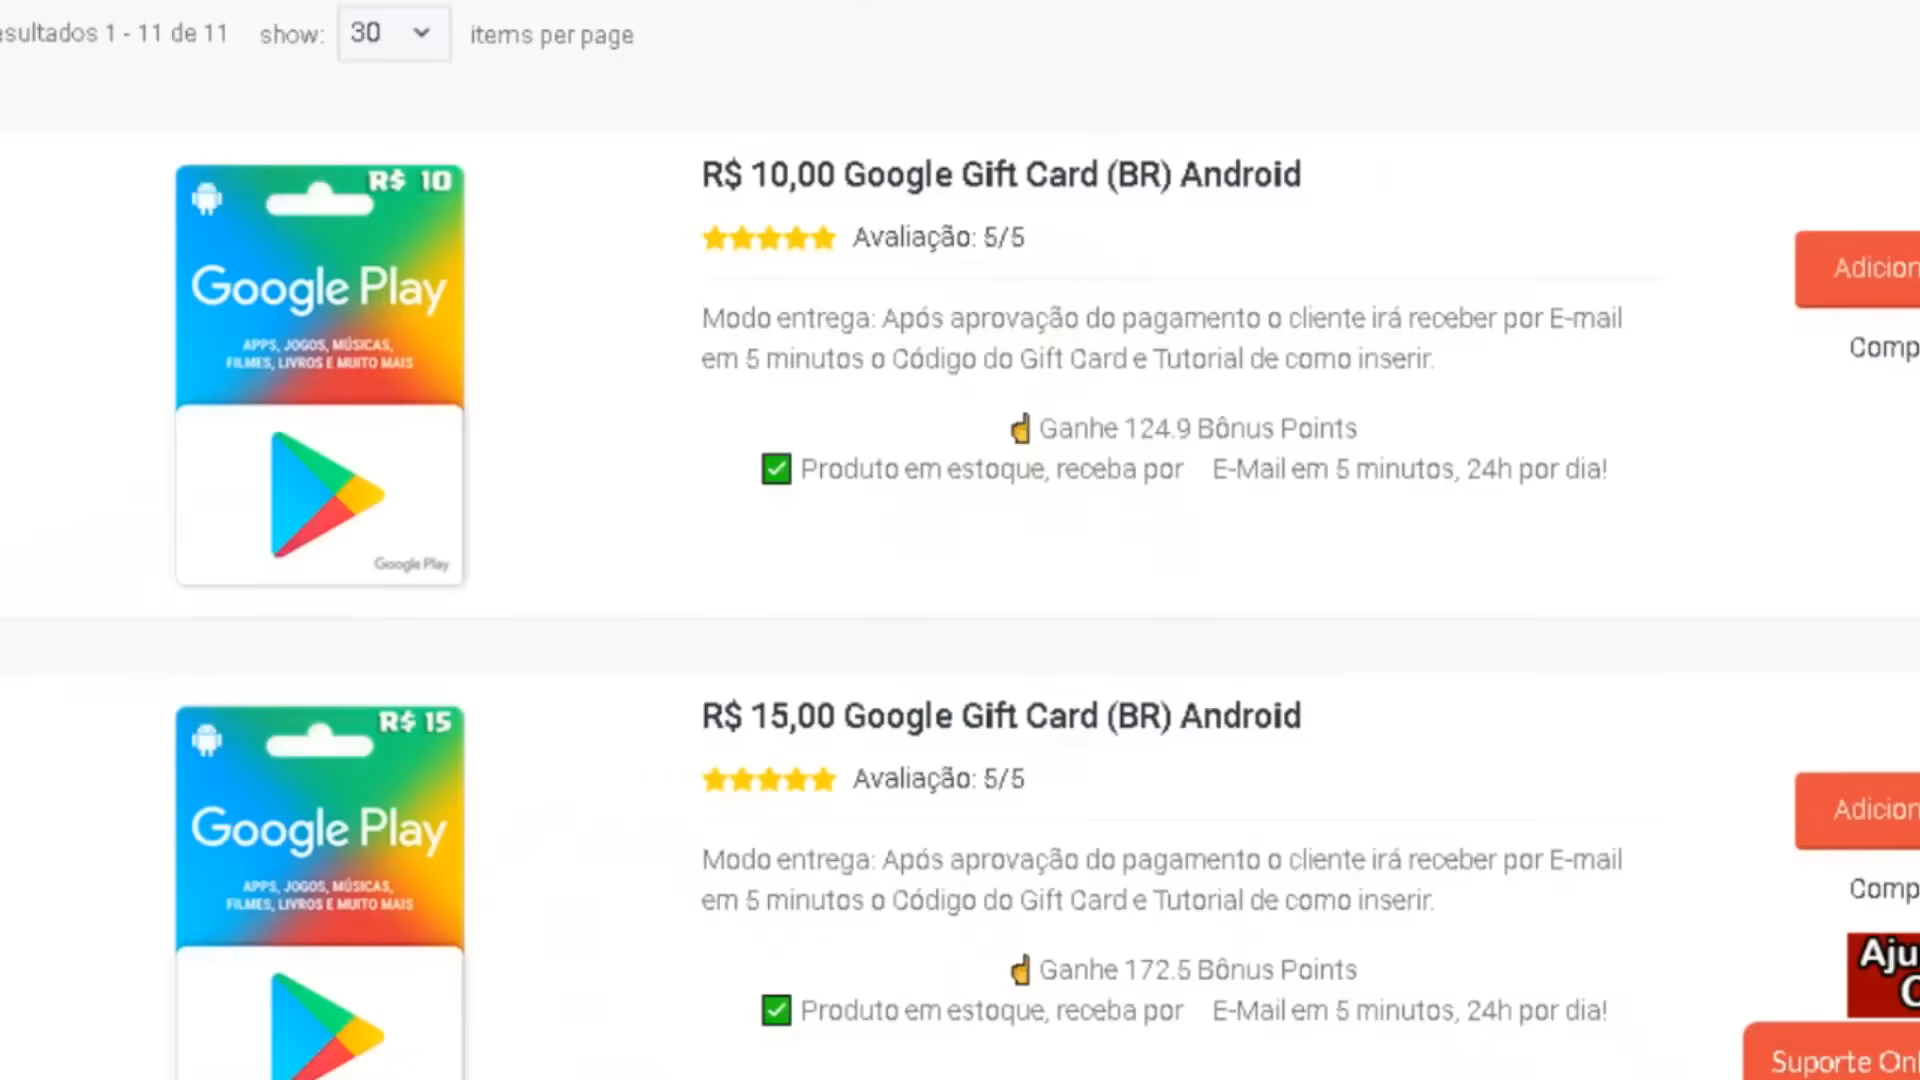 esultados 1 - 11 de 11 show: 30 items per page
R$ 10
Google Play
APPS, JOGOS, MÚSICAS,
FILMES, LIVROS E MUITO MAIS
Google Play
R$ 10,00 Google Gift Card (BR) Android
Avaliação: 5/5
Modo entrega: Após aprovação do pagamento o cliente irá receber por E-mail
em 5 minutos o Código do Gift Card e Tutorial de como inserir.
☝Ganhe 124.9 Bônus Points
✅ Produto em estoque, receba por E-Mail em 5 minutos, 24h por dia!
Adicion
Comp
R$ 15
Google Play
APPS, JOGOS, MÚSICAS,
FILMES, LIVROS E MUITO MAIS
R$ 15,00 Google Gift Card (BR) Android
Avaliação: 5/5
Modo entrega: Após aprovação do pagamento o cliente irá receber por E-mail
em 5 minutos o Código do Gift Card e Tutorial de como inserir.
☝Ganhe 172.5 Bônus Points
✅ Produto em estoque, receba por E-Mail em 5 minutos, 24h por dia!
Adicion
Comp
Aju
Suporte Onl